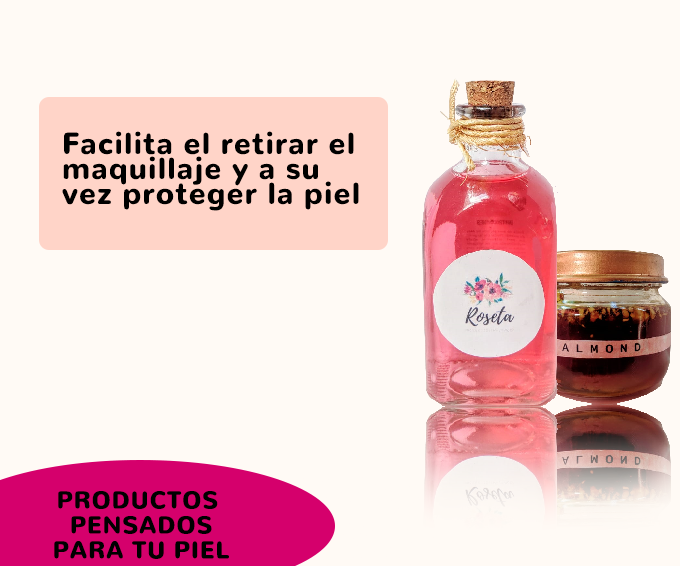 Facilita el retirar el
maquillaje y a su
vez proteger la piel
Roseta
ALMOND
PRODUCTOS
PENSADOS
PARA TU PIEL